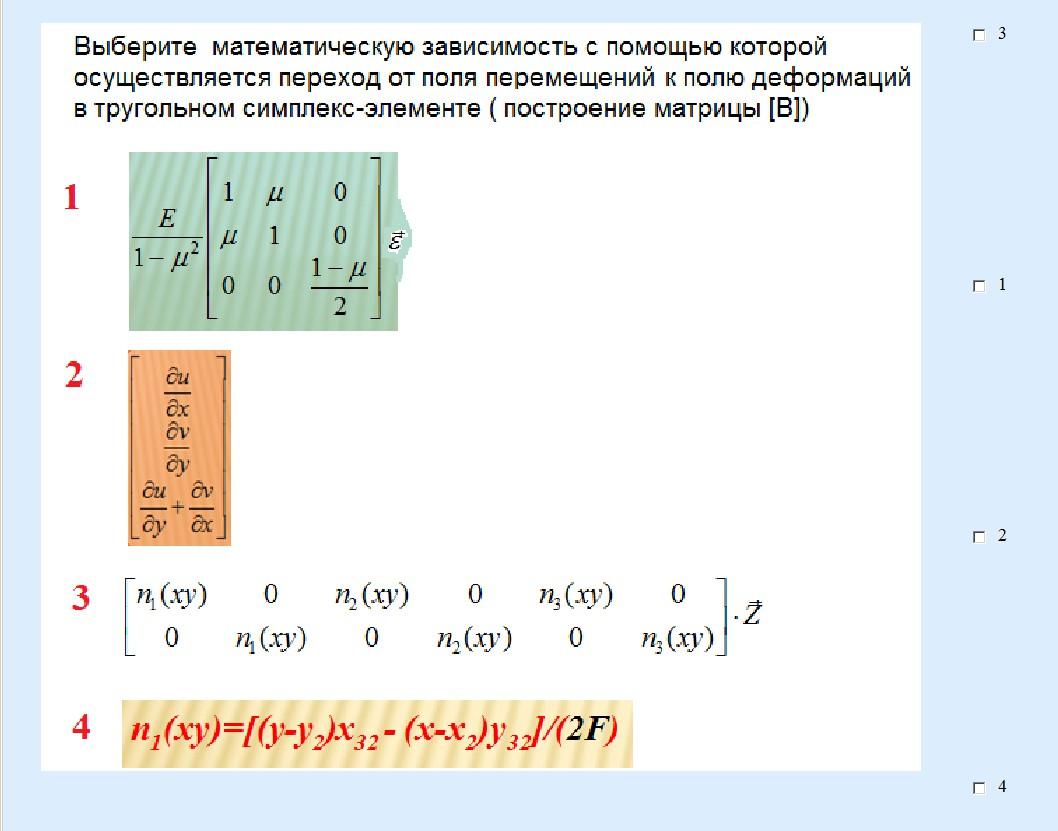 Выберите математическую зависимость с помощью которой
осуществляется переход от поля перемещений к полю деформаций
в тругольном симплекс-элементе ( построение матрицы [B])
1
E/(1−μ²) [1 μ 0
μ 1 0
0 0 (1−μ)/2] ε⃗
2
[∂u/∂x
∂v/∂y
∂u/∂y + ∂v/∂x]
3
[n₁(xy) 0 n₂(xy) 0 n₃(xy) 0
0 n₁(xy) 0 n₂(xy) 0 n₃(xy)] · Z⃗
4
n₁(xy)=[(y-y₂)x₃₂ - (x-x₂)y₃₂]/(2F)
3
1
2
4